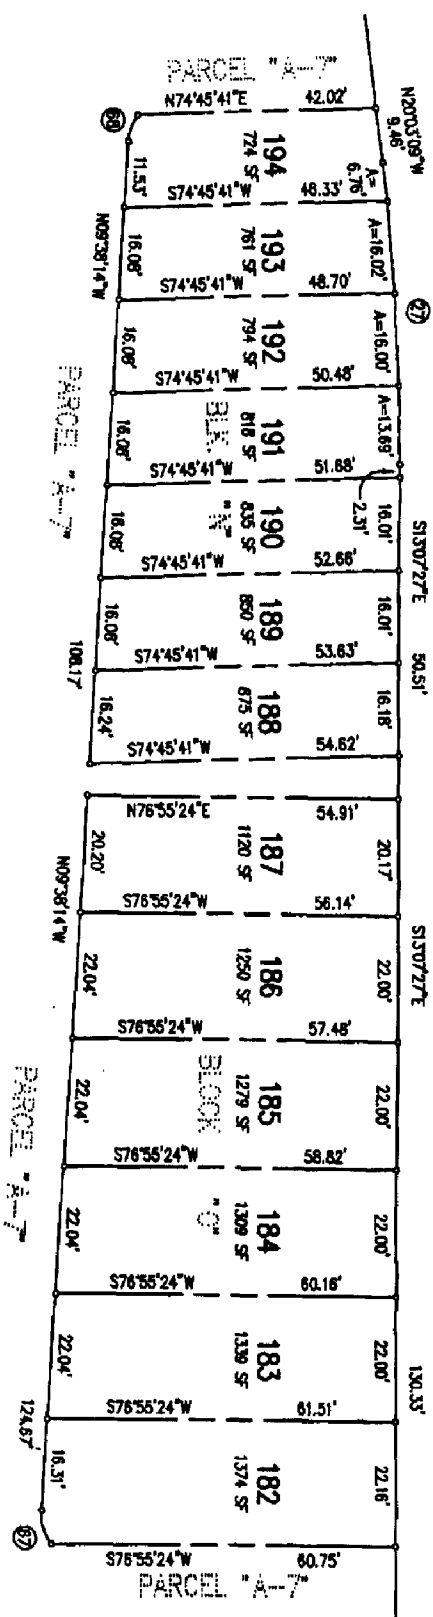 PARCEL "A-7"
N74°45'41"E 42.02'
N20°03'09"W
9.46'
A=
6.76'
68
11.53'
194
724 SF
S74°45'41"W 48.33'
A=16.02'
N09°38'14"W
16.08'
193
761 SF
S74°45'41"W 48.70'
27
A=16.00'
16.08'
192
794 SF
S74°45'41"W 50.48'
A=13.69'
PARCEL "A-7"
16.08'
191
818 SF
BLK.
S74°45'41"W 51.68'
2.31'
16.01'
S13°07'27"E
16.08'
190
835 SF
S74°45'41"W 52.66'
16.01'
50.51'
16.08'
189
850 SF
S74°45'41"W 53.63'
108.17'
16.24'
188
875 SF
16.18'
S74°45'41"W 54.62'
N76°55'24"E 54.91'
20.20'
187
1120 SF
20.17'
N09°38'14"W
S76°55'24"W 56.14'
S13°07'27"E
22.04'
186
1250 SF
22.00'
S76°55'24"W 57.48'
PARCEL "A-7"
22.04'
BLOCK "C"
185
1279 SF
22.00'
S76°55'24"W 58.82'
22.04'
184
1309 SF
22.00'
S76°55'24"W 60.16'
22.04'
183
1339 SF
22.00'
130.33'
S76°55'24"W 61.51'
124.67'
16.31'
182
1374 SF
22.16'
67
S76°55'24"W 60.75'
PARCEL "A-7"